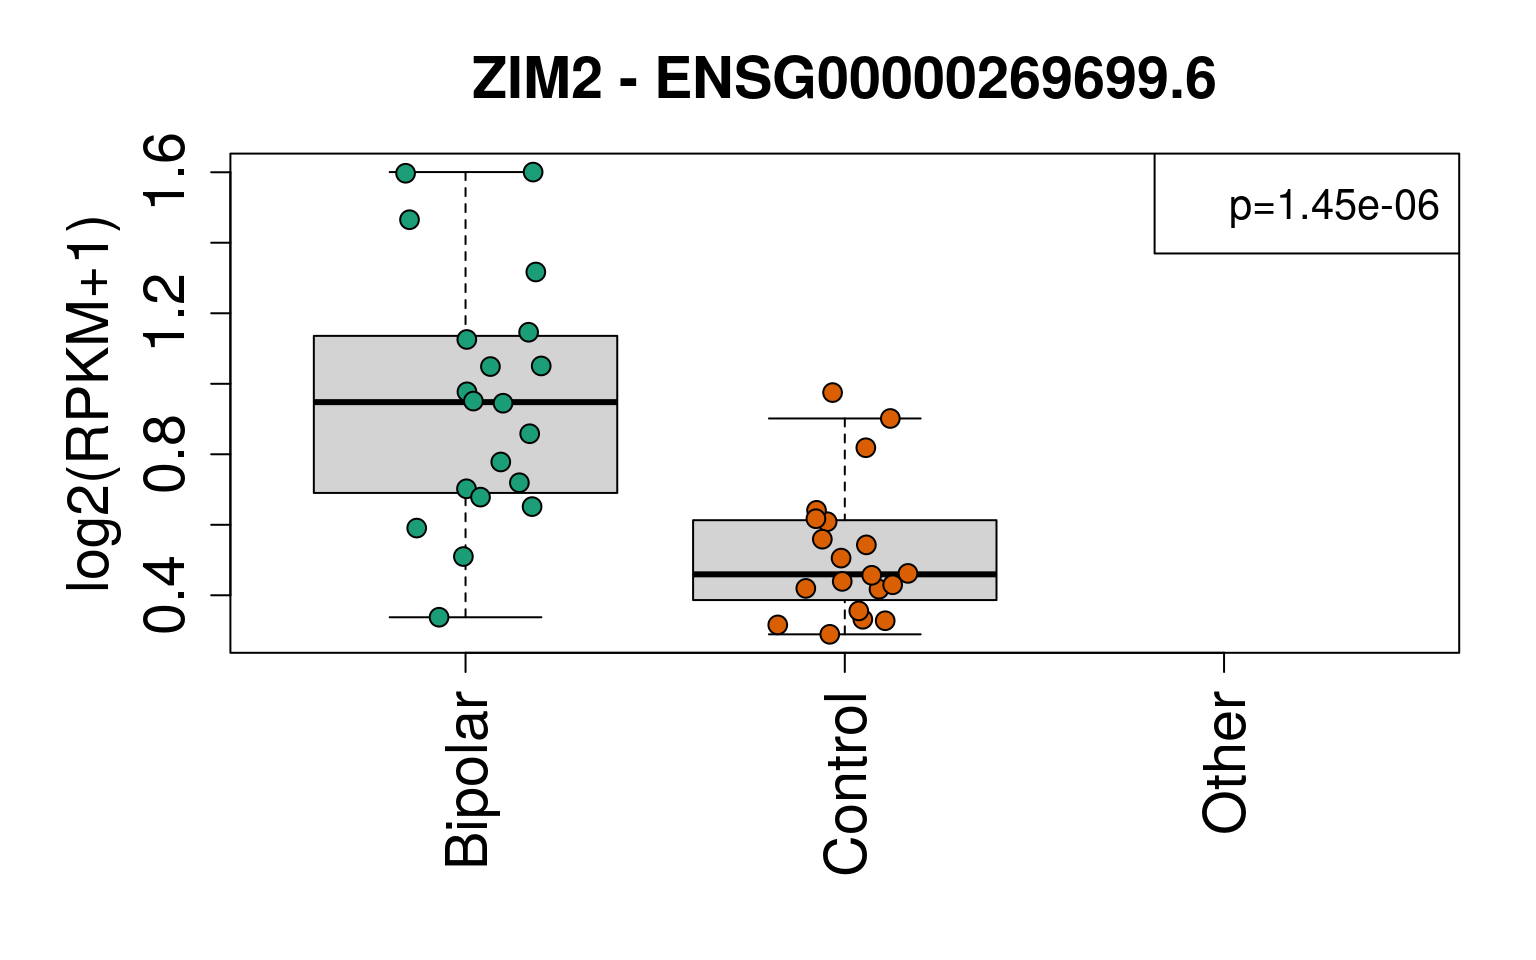 ZIM2 - ENSG00000269699.6
p=1.45e-06
log2(RPKM+1)
1.6
1.2
0.8
0.4
Bipolar
Control
Other